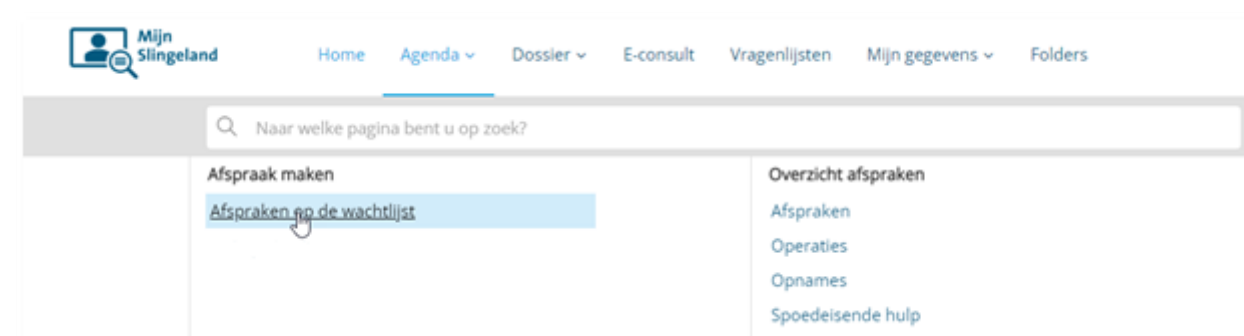 Mijn
Slingeland
Home Agenda Dossier E-consult Vragenlijsten Mijn gegevens Folders
Naar welke pagina bent u op zoek?
Afspraak maken
Afspraken op de wachtlijst
Overzicht afspraken
Afspraken
Operaties
Opnames
Spoedeisende hulp